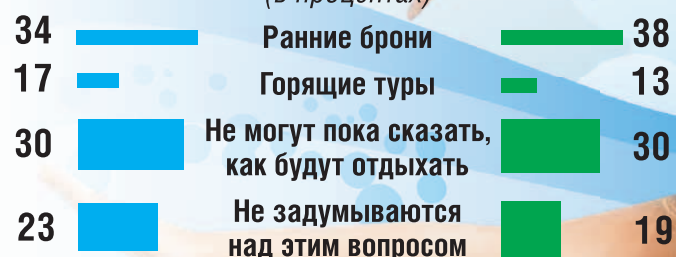 (в процентах)
34 Ранние брони 38
17 Горящие туры 13
30 Не могут пока сказать, 30
как будут отдыхать
23 Не задумываются 19
над этим вопросом